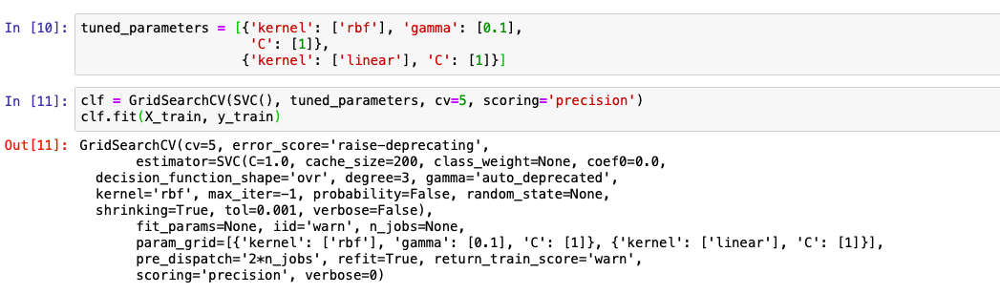 In [10]: tuned_parameters = [{'kernel': ['rbf'], 'gamma': [0.1],
'C': [1]},
{'kernel': ['linear'], 'C': [1]}]
In [11]: clf = GridSearchCV(SVC(), tuned_parameters, cv=5, scoring='precision')
clf.fit(X_train, y_train)
Out[11]: GridSearchCV(cv=5, error_score='raise-deprecating',
estimator=SVC(C=1.0, cache_size=200, class_weight=None, coef0=0.0,
decision_function_shape='ovr', degree=3, gamma='auto_deprecated',
kernel='rbf', max_iter=-1, probability=False, random_state=None,
shrinking=True, tol=0.001, verbose=False),
fit_params=None, iid='warn', n_jobs=None,
param_grid=[{'kernel': ['rbf'], 'gamma': [0.1], 'C': [1]}, {'kernel': ['linear'], 'C': [1]}],
pre_dispatch='2*n_jobs', refit=True, return_train_score='warn',
scoring='precision', verbose=0)